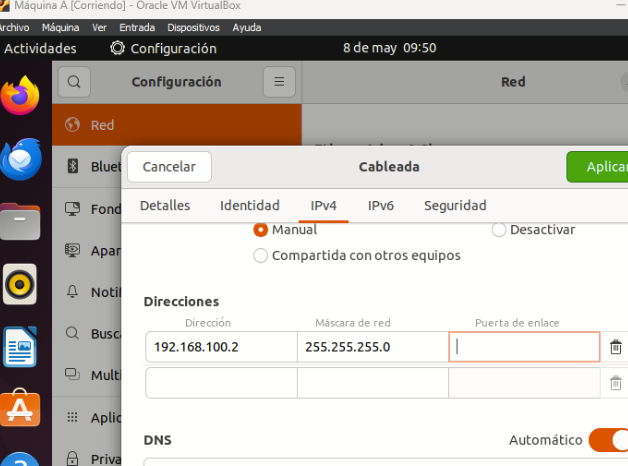 Máquina A [Corriendo] - Oracle VM VirtualBox
Archivo Máquina Ver Entrada Dispositivos Ayuda
Actividades Configuración 8 de may 09:50
Configuración Red
Red
Bluet
Cancelar Cableada Aplicar
Fond
Detalles Identidad IPv4 IPv6 Seguridad
Manual Desactivar
Apar
Compartida con otros equipos
Notif
Direcciones
Dirección Máscara de red Puerta de enlace
Busc
192.168.100.2 255.255.255.0
Multi
Aplic
DNS Automático
Priva